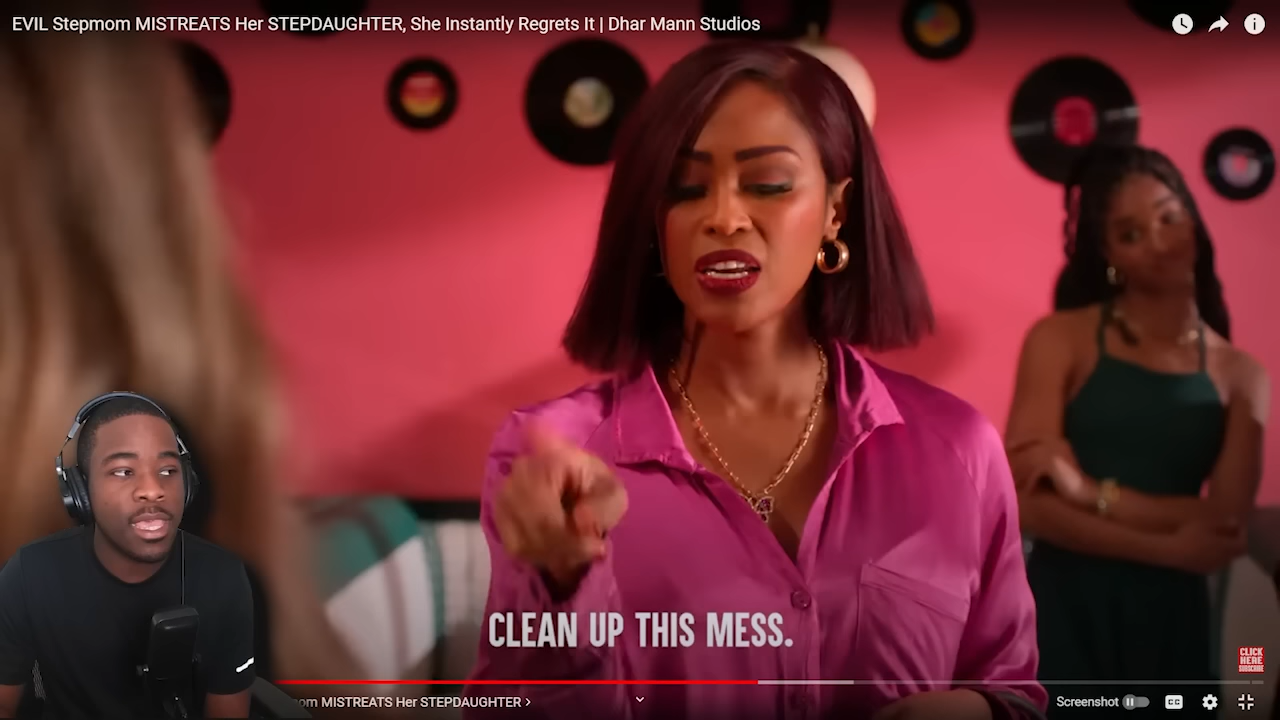 EVIL Stepmom MISTREATS Her STEPDAUGHTER, She Instantly Regrets It | Dhar Mann Studios
CLEAN UP THIS MESS.
CLICK
HERE
SUBSCRIBE
MISTREATS Her STEPDAUGHTER >
Screenshot
CC